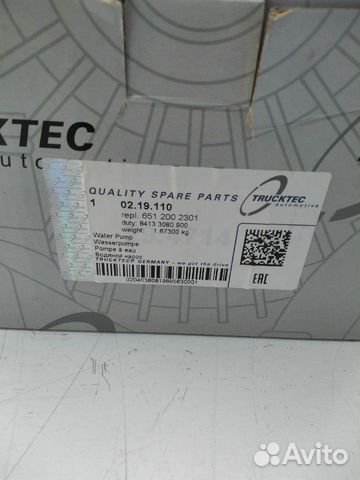 KTEC
automotive
QUALITY SPARE PARTS
1 02.19.110
repl. 651 200 2301
duty: 8413 3080 900
weight: 1.67300 kg
Water Pump
Wasserpumpe
Pompe à eau
Водяной насос
TRUCKTEC® GERMANY – we got the drive
TRUCKTEC
automotive
EAC
Avito